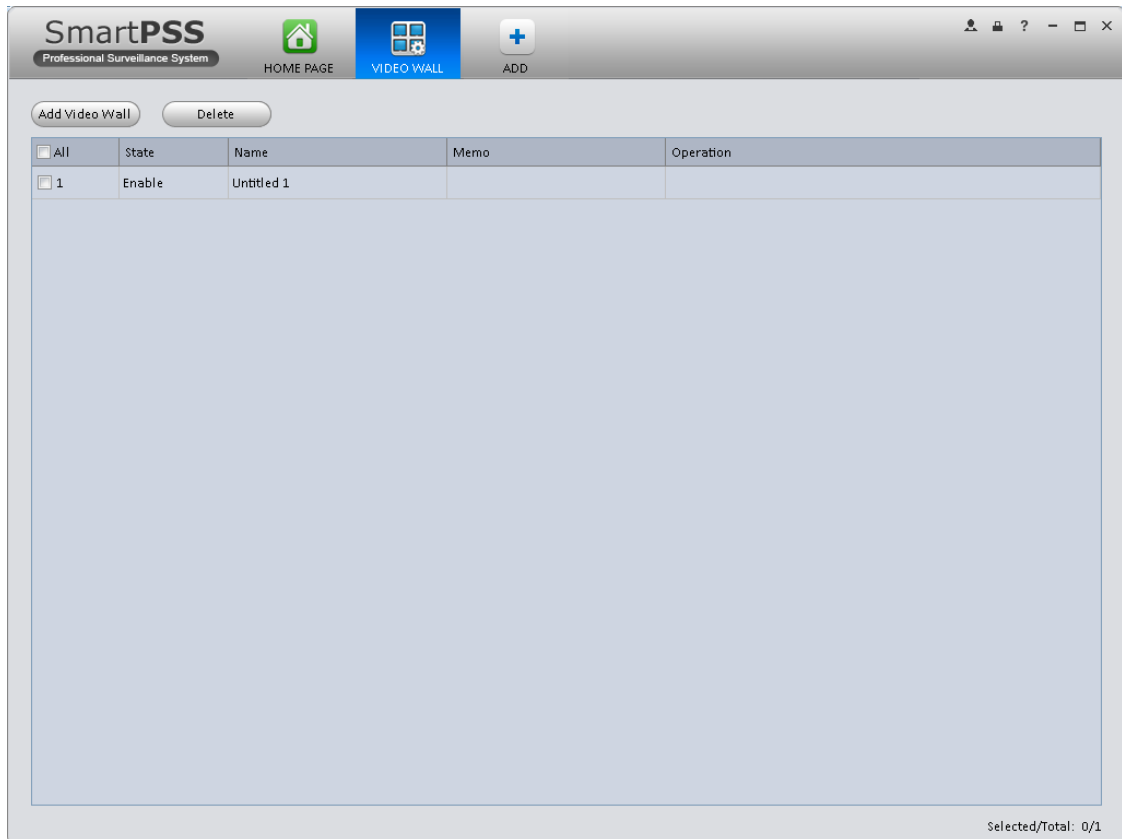 SmartPSS
Professional Surveillance System
HOME PAGE
VIDEO WALL
ADD
?
Add Video Wall
Delete
All State Name Memo Operation
1 Enable Untitled 1
Selected/Total: 0/1